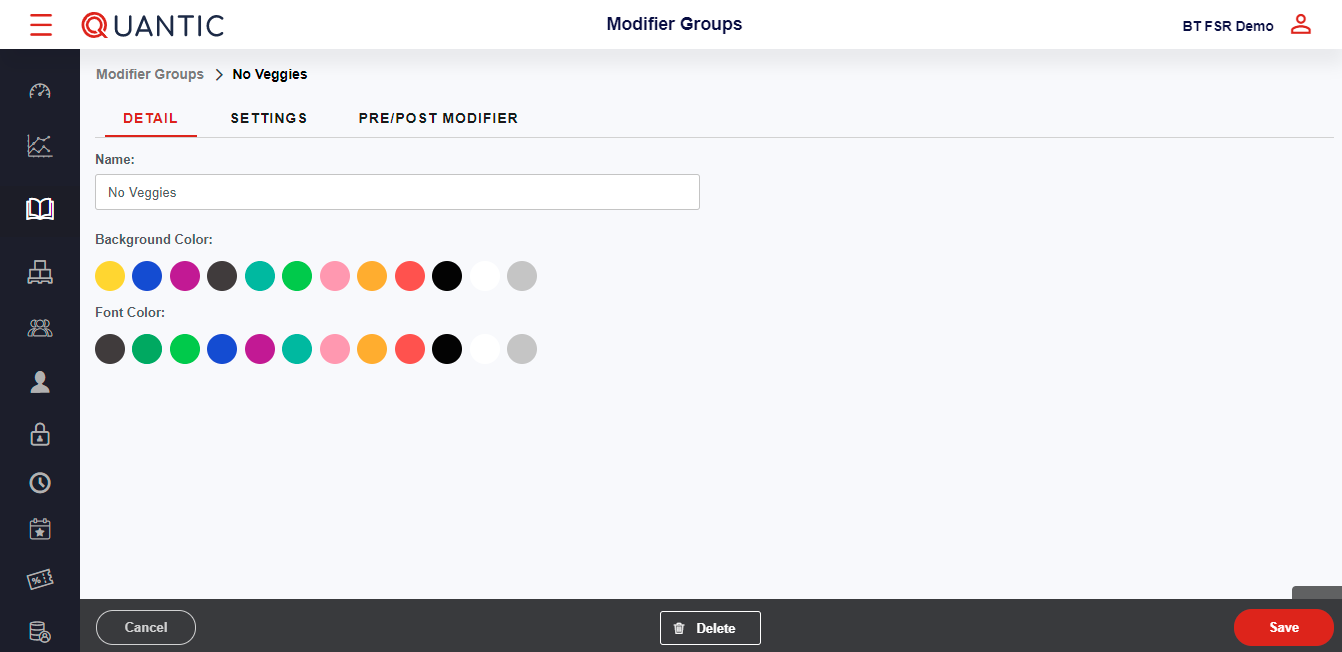 QUANTIC
Modifier Groups
BT FSR Demo
Modifier Groups > No Veggies
DETAIL SETTINGS PRE/POST MODIFIER
Name:
No Veggies
Background Color:
Font Color:
Cancel Delete Save